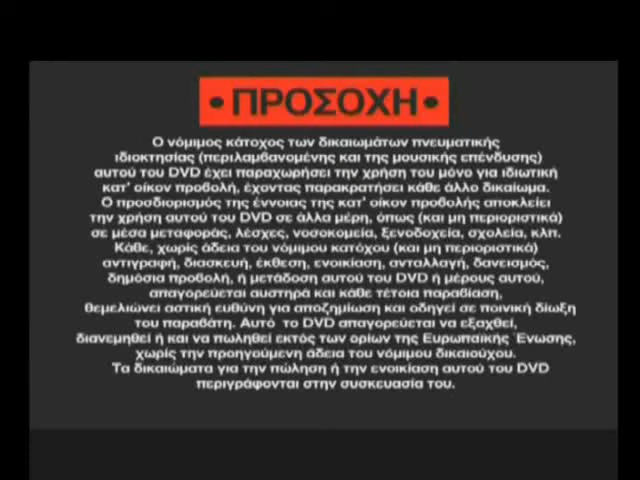 • ΠΡΟΣΟΧΗ •
Ο νόμιμος κάτοχος των δικαιωμάτων πνευματικής
ιδιοκτησίας (περιλαμβανομένης και της μουσικής επένδυσης)
αυτού του DVD έχει παραχωρήσει την χρήση του μόνο για ιδιωτική
κατ' οίκον προβολή, έχοντας παρακρατήσει κάθε άλλο δικαίωμα.
Ο προσδιορισμός της έννοιας της κατ' οίκον προβολής αποκλείει
την χρήση αυτού του DVD σε άλλα μέρη, όπως (και μη περιοριστικά)
σε μέσα μεταφοράς, λέσχες, νοσοκομεία, ξενοδοχεία, σχολεία, κλπ.
Κάθε, χωρίς άδεια του νόμιμου κατόχου (και μη περιοριστικά)
αντιγραφή, διασκευή, έκθεση, ενοικίαση, ανταλλαγή, δανεισμός,
δημόσια προβολή, ή μετάδοση αυτού του DVD ή μέρους αυτού,
απαγορεύεται αυστηρά και κάθε τέτοια παραβίαση,
θεμελιώνει αστική ευθύνη για αποζημίωση και οδηγεί σε ποινική δίωξη
του παραβάτη. Αυτό το DVD απαγορεύεται να εξαχθεί,
διανεμηθεί ή και να πωληθεί εκτός των ορίων της Ευρωπαϊκής Ένωσης,
χωρίς την προηγούμενη άδεια του νόμιμου δικαιούχου.
Τα δικαιώματα για την πώληση ή την ενοικίαση αυτού του DVD
περιγράφονται στην συσκευασία του.